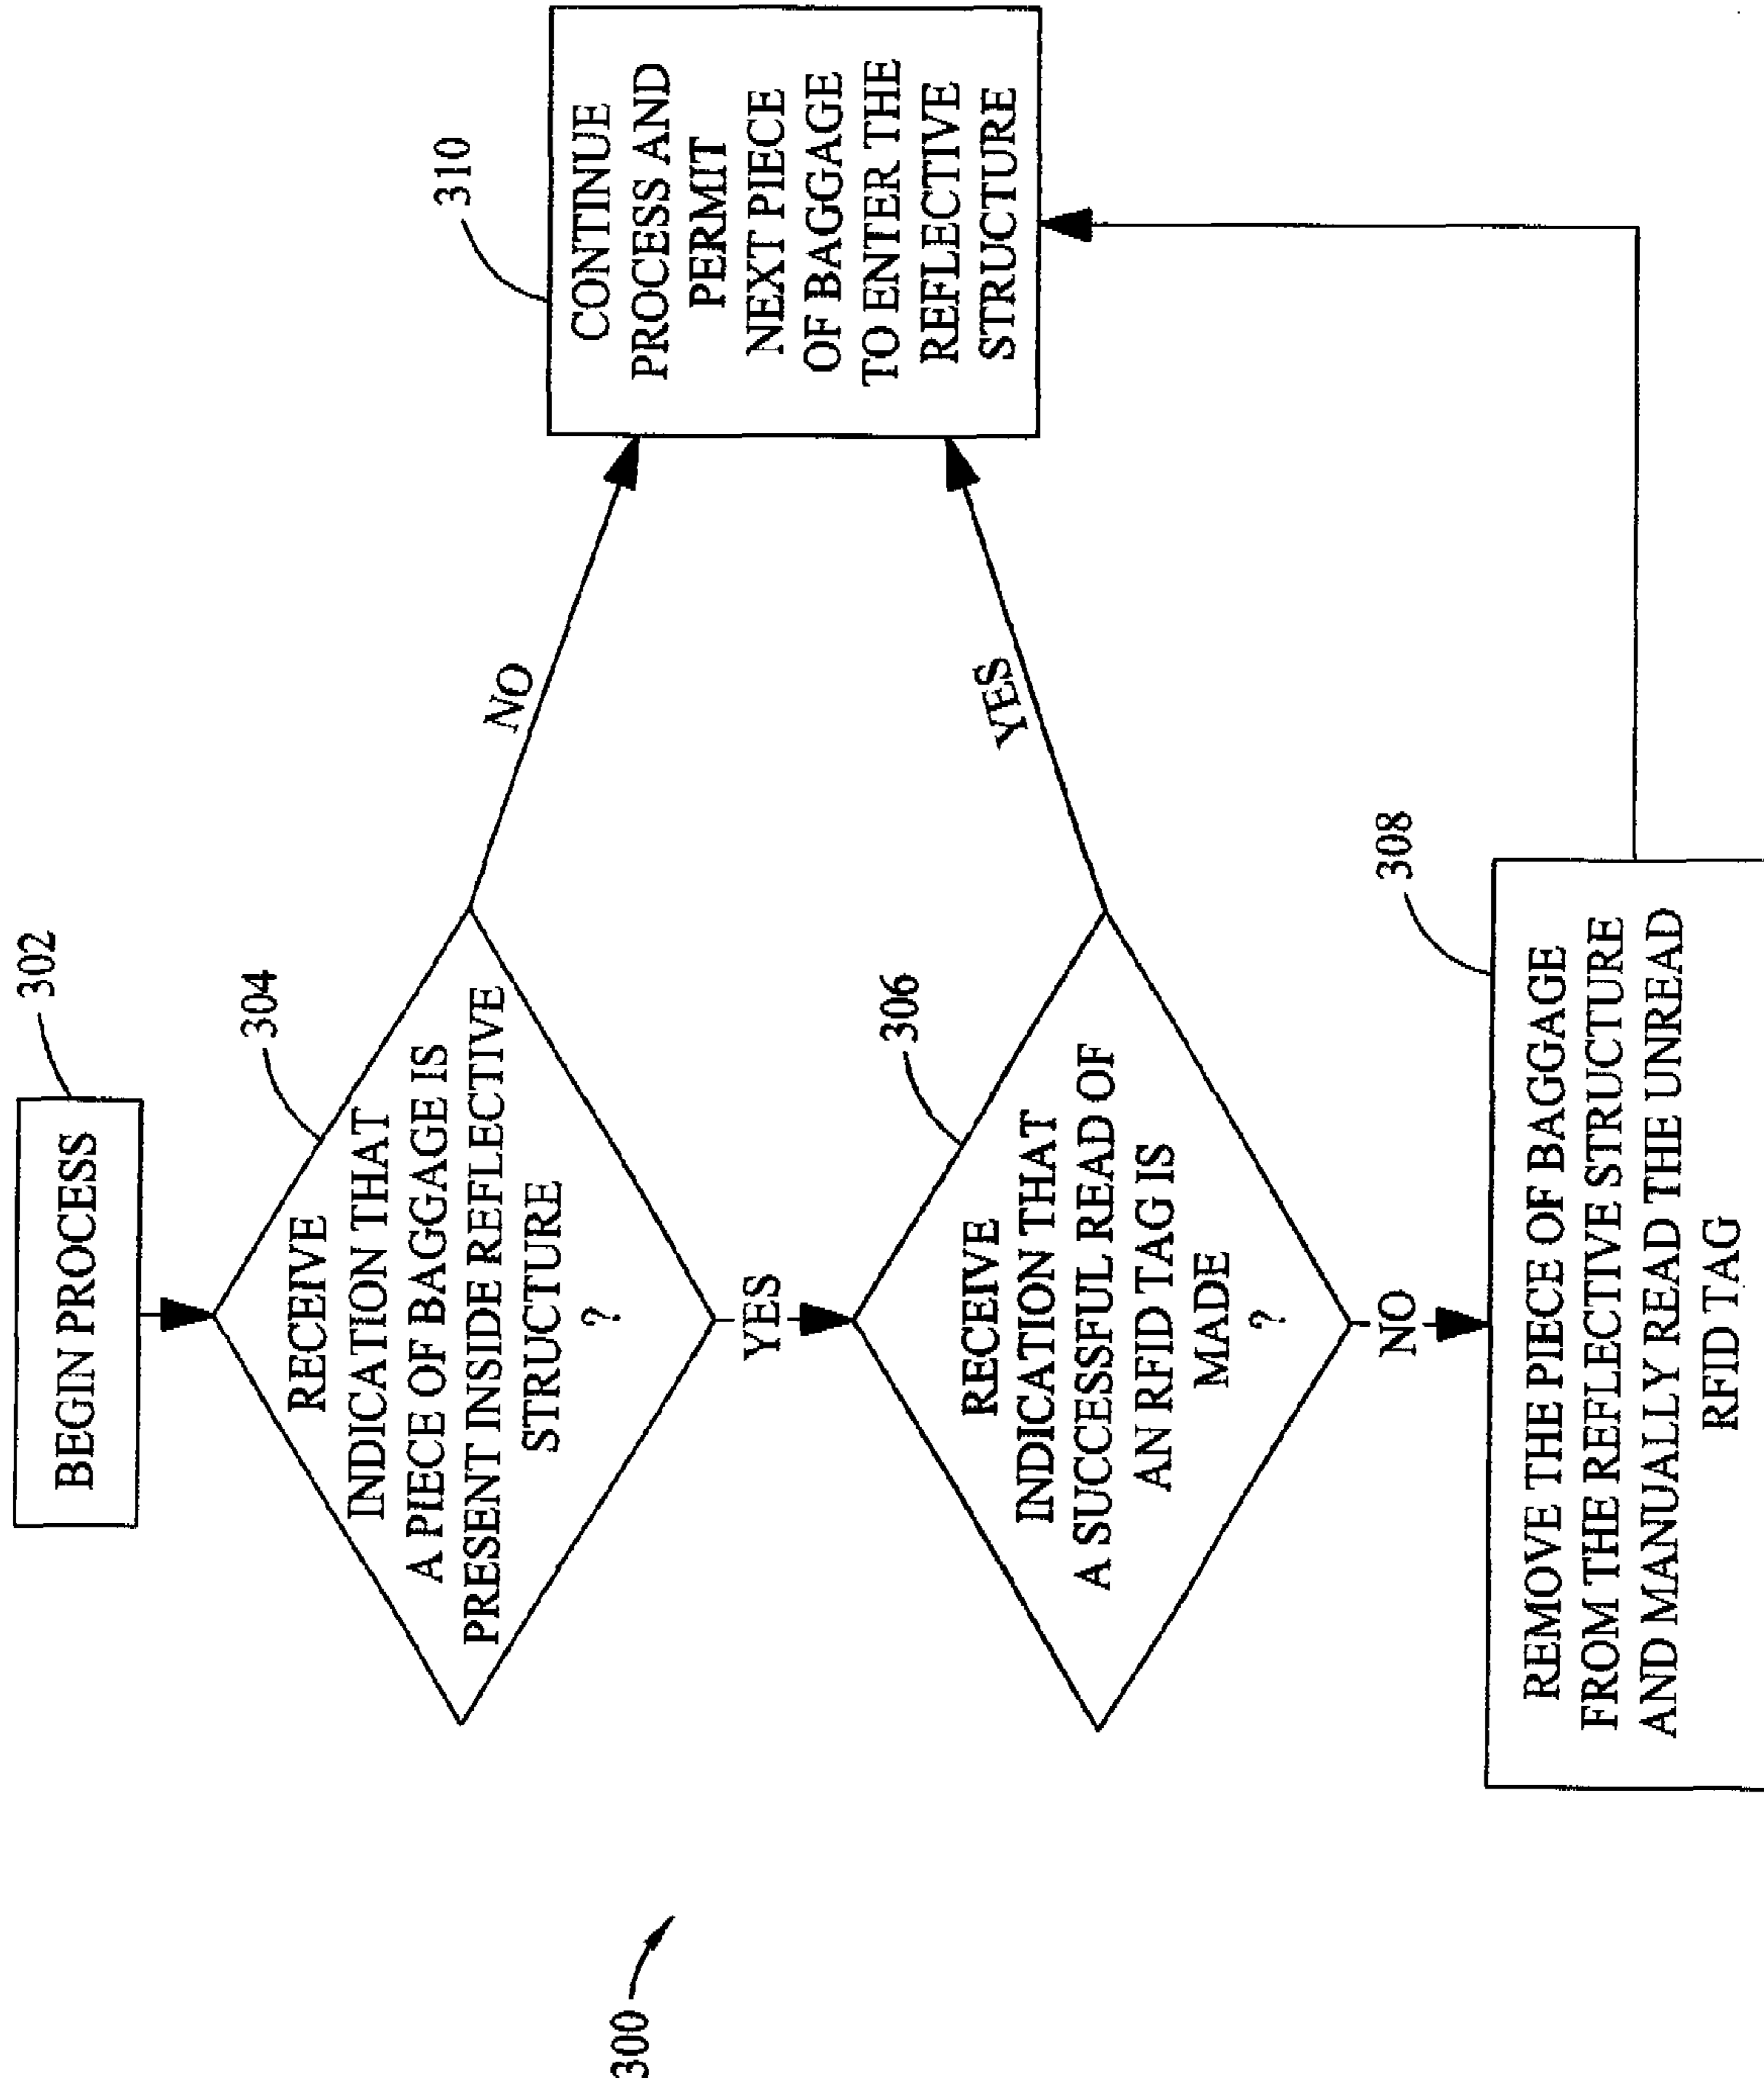 300
302
BEGIN PROCESS
304
RECEIVE
INDICATION THAT
A PIECE OF BAGGAGE IS
PRESENT INSIDE REFLECTIVE
STRUCTURE
?
NO
YES
306
RECEIVE
INDICATION THAT
A SUCCESSFUL READ OF
AN RFID TAG IS
MADE
?
YES
NO
308
REMOVE THE PIECE OF BAGGAGE
FROM THE REFLECTIVE STRUCTURE
AND MANUALLY READ THE UNREAD
RFID TAG
310
CONTINUE
PROCESS AND
PERMIT
NEXT PIECE
OF BAGGAGE
TO ENTER THE
REFLECTIVE
STRUCTURE